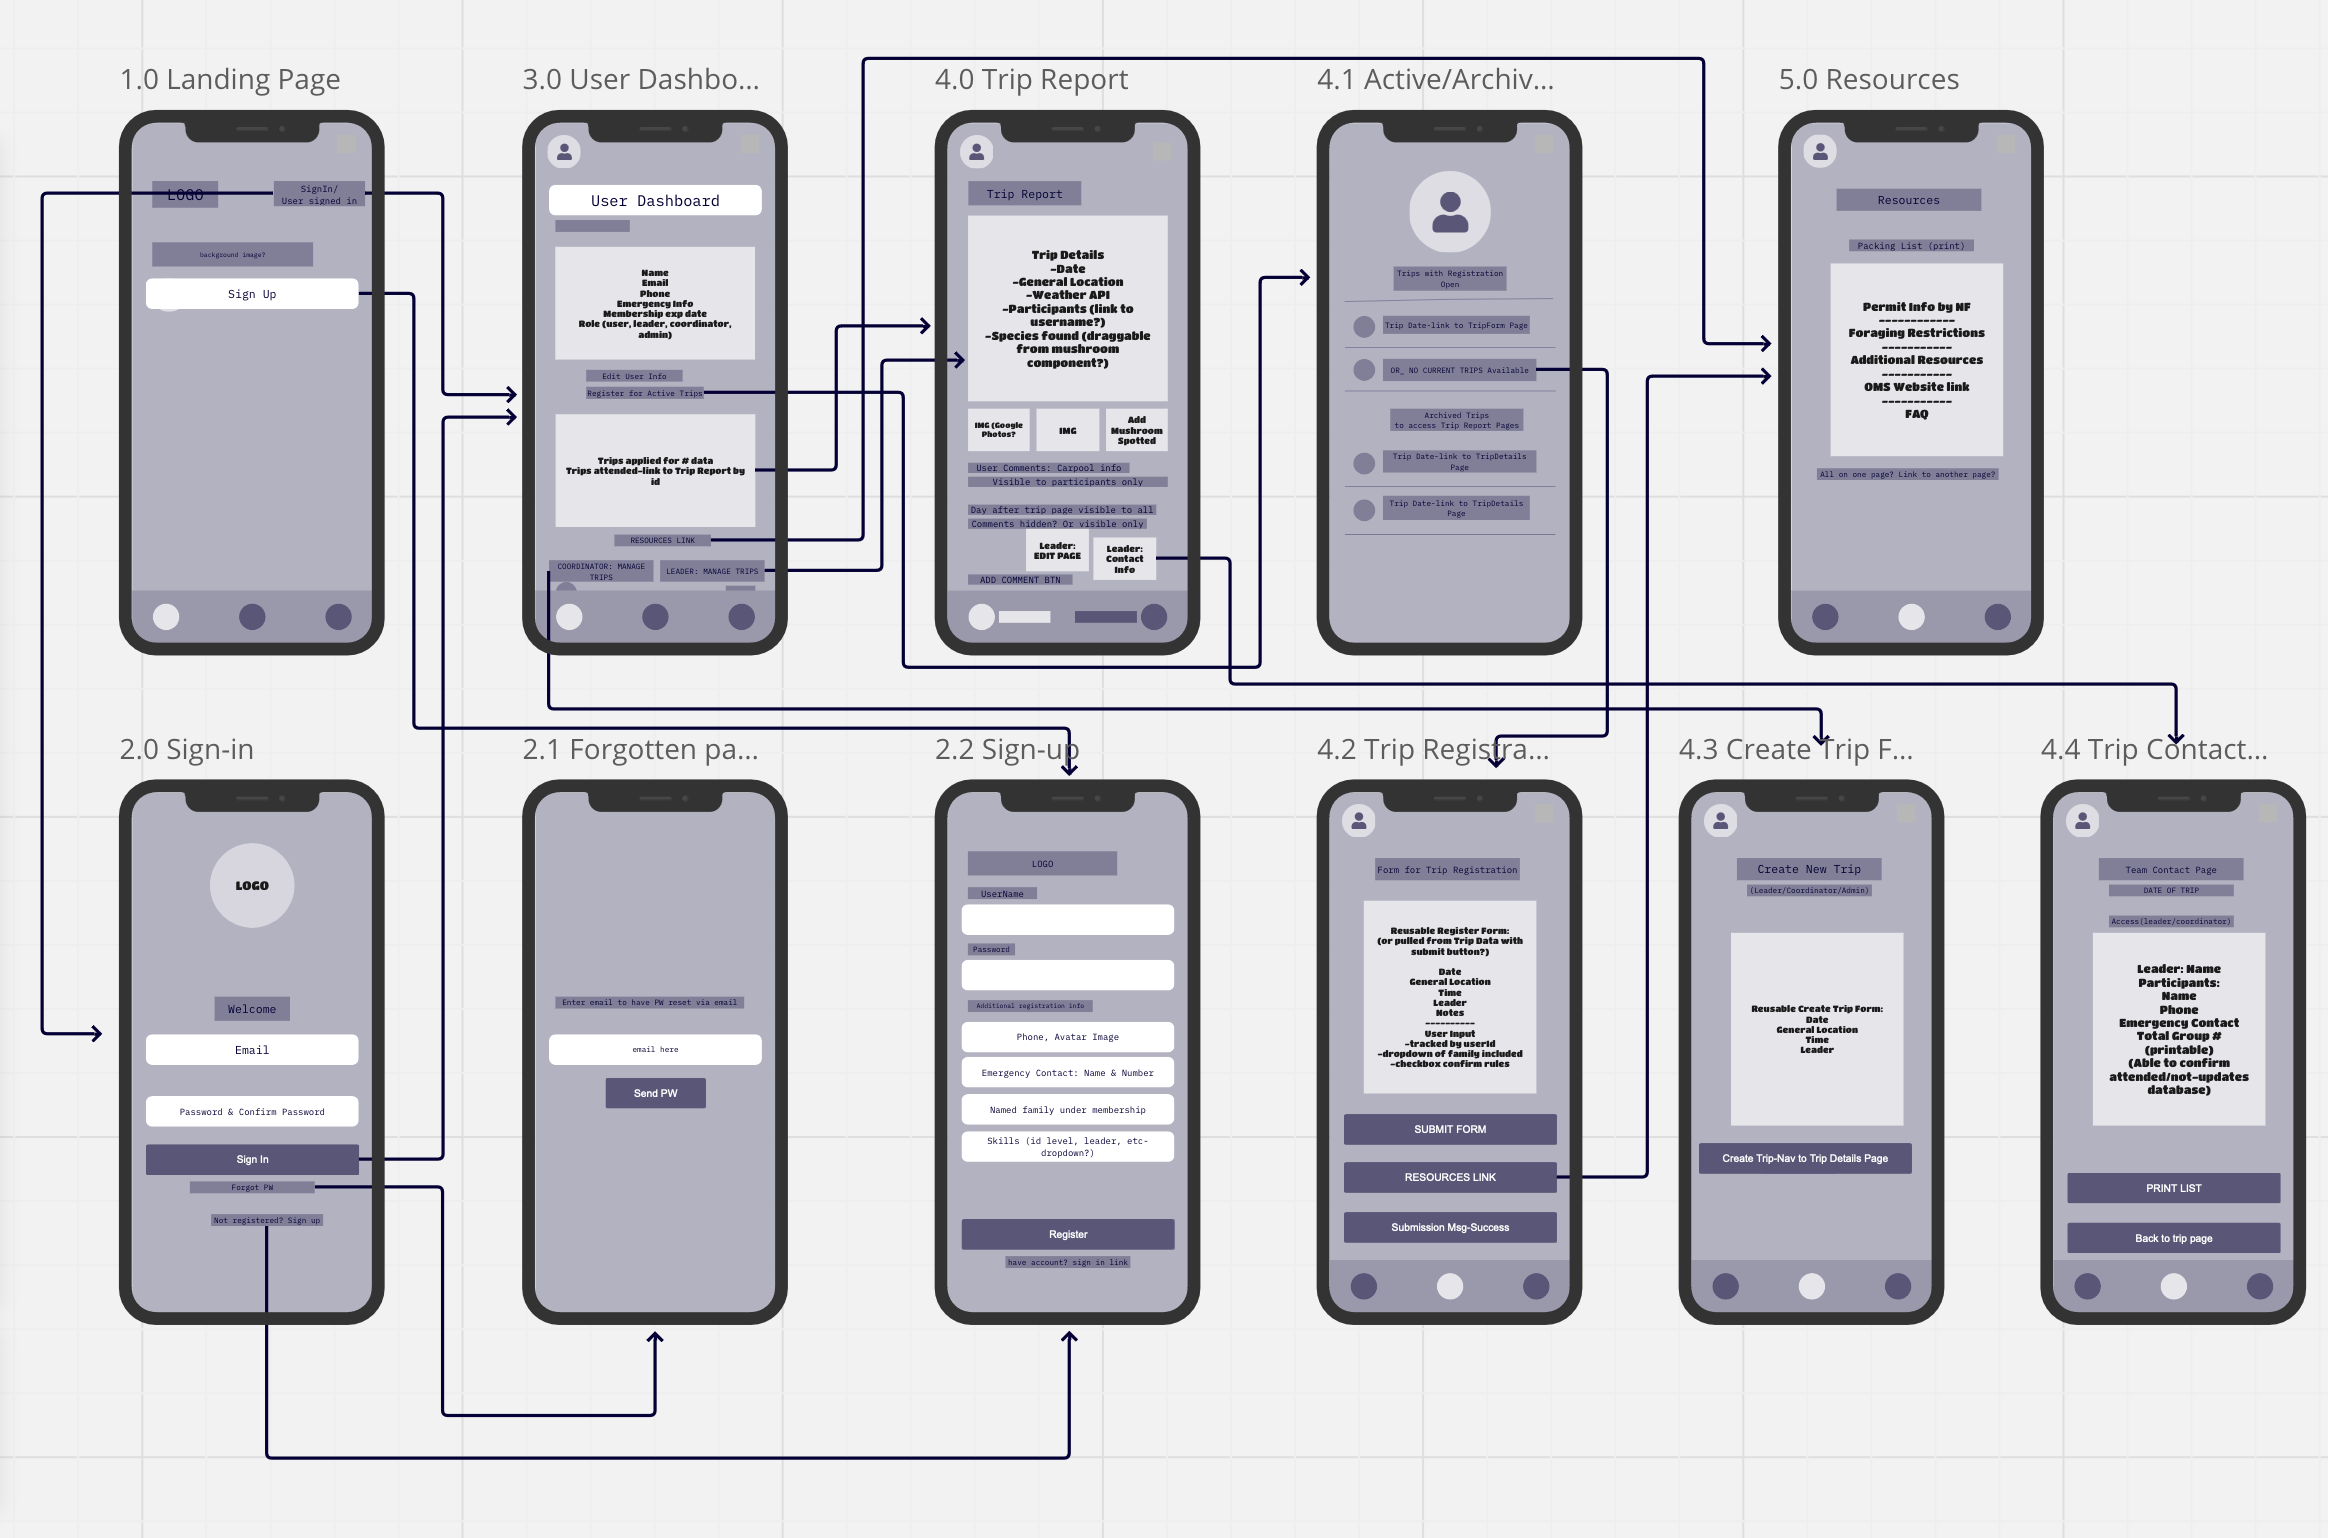 1.0 Landing Page
LOGO
SignIn/
User signed in
background image?
Sign Up
3.0 User Dashbo...
User Dashboard
Name
Email
Phone
Emergency Info
Membership exp date
Role (user, leader, coordinator,
admin)
Edit User Info
Register for Active Trips
Trips applied for # data
Trips attended-link to Trip Report by
id
RESOURCES LINK
COORDINATOR: MANAGE
TRIPS
LEADER: MANAGE TRIPS
4.0 Trip Report
Trip Report
Trip Details
-Date
-General Location
-Weather API
-Participants (link to
username?)
-Species found (draggable
from mushroom
component?)
IMG (Google
Photos?
IMG
Add
Mushroom
Spotted
User Comments: Carpool info
Visible to participants only
Day after trip page visible to all
Comments hidden? Or visible only
Leader:
EDIT PAGE
Leader:
Contact
Info
ADD COMMENT BTN
4.1 Active/Archiv...
Trips with Registration
Open
Trip Date-link to TripForm Page
OR_ NO CURRENT TRIPS Available
Archived Trips
to access Trip Report Pages
Trip Date-link to TripDetails
Page
Trip Date-link to TripDetails
Page
5.0 Resources
Resources
Packing List (print)
Permit Info by NF
------------
Foraging Restrictions
-----------
Additional Resources
-----------
OMS Website link
-----------
FAQ
All on one page? Link to another page?
2.0 Sign-in
LOGO
Welcome
Email
Password & Confirm Password
Sign In
Forgot PW
Not registered? Sign up
2.1 Forgotten pa...
Enter email to have PW reset via email
email here
Send PW
2.2 Sign-up
LOGO
UserName
Password
Additional registration info
Phone, Avatar Image
Emergency Contact: Name & Number
Named family under membership
Skills (id level, leader, etc-
dropdown?)
Register
have account? sign in link
4.2 Trip Registra...
Form for Trip Registration
Reusable Register Form:
(or pulled from Trip Data with
submit button?)
Date
General Location
Time
Leader
Notes
----------
User Input
-tracked by userId
-dropdown of family included
-checkbox confirm rules
SUBMIT FORM
RESOURCES LINK
Submission Msg-Success
4.3 Create Trip F...
Create New Trip
(Leader/Coordinator/Admin)
Reusable Create Trip Form:
Date
General Location
Time
Leader
Create Trip-Nav to Trip Details Page
4.4 Trip Contact...
Team Contact Page
DATE OF TRIP
Access(leader/coordinator)
Leader: Name
Participants:
Name
Phone
Emergency Contact
Total Group #
(printable)
(Able to confirm
attended/not-updates
database)
PRINT LIST
Back to trip page